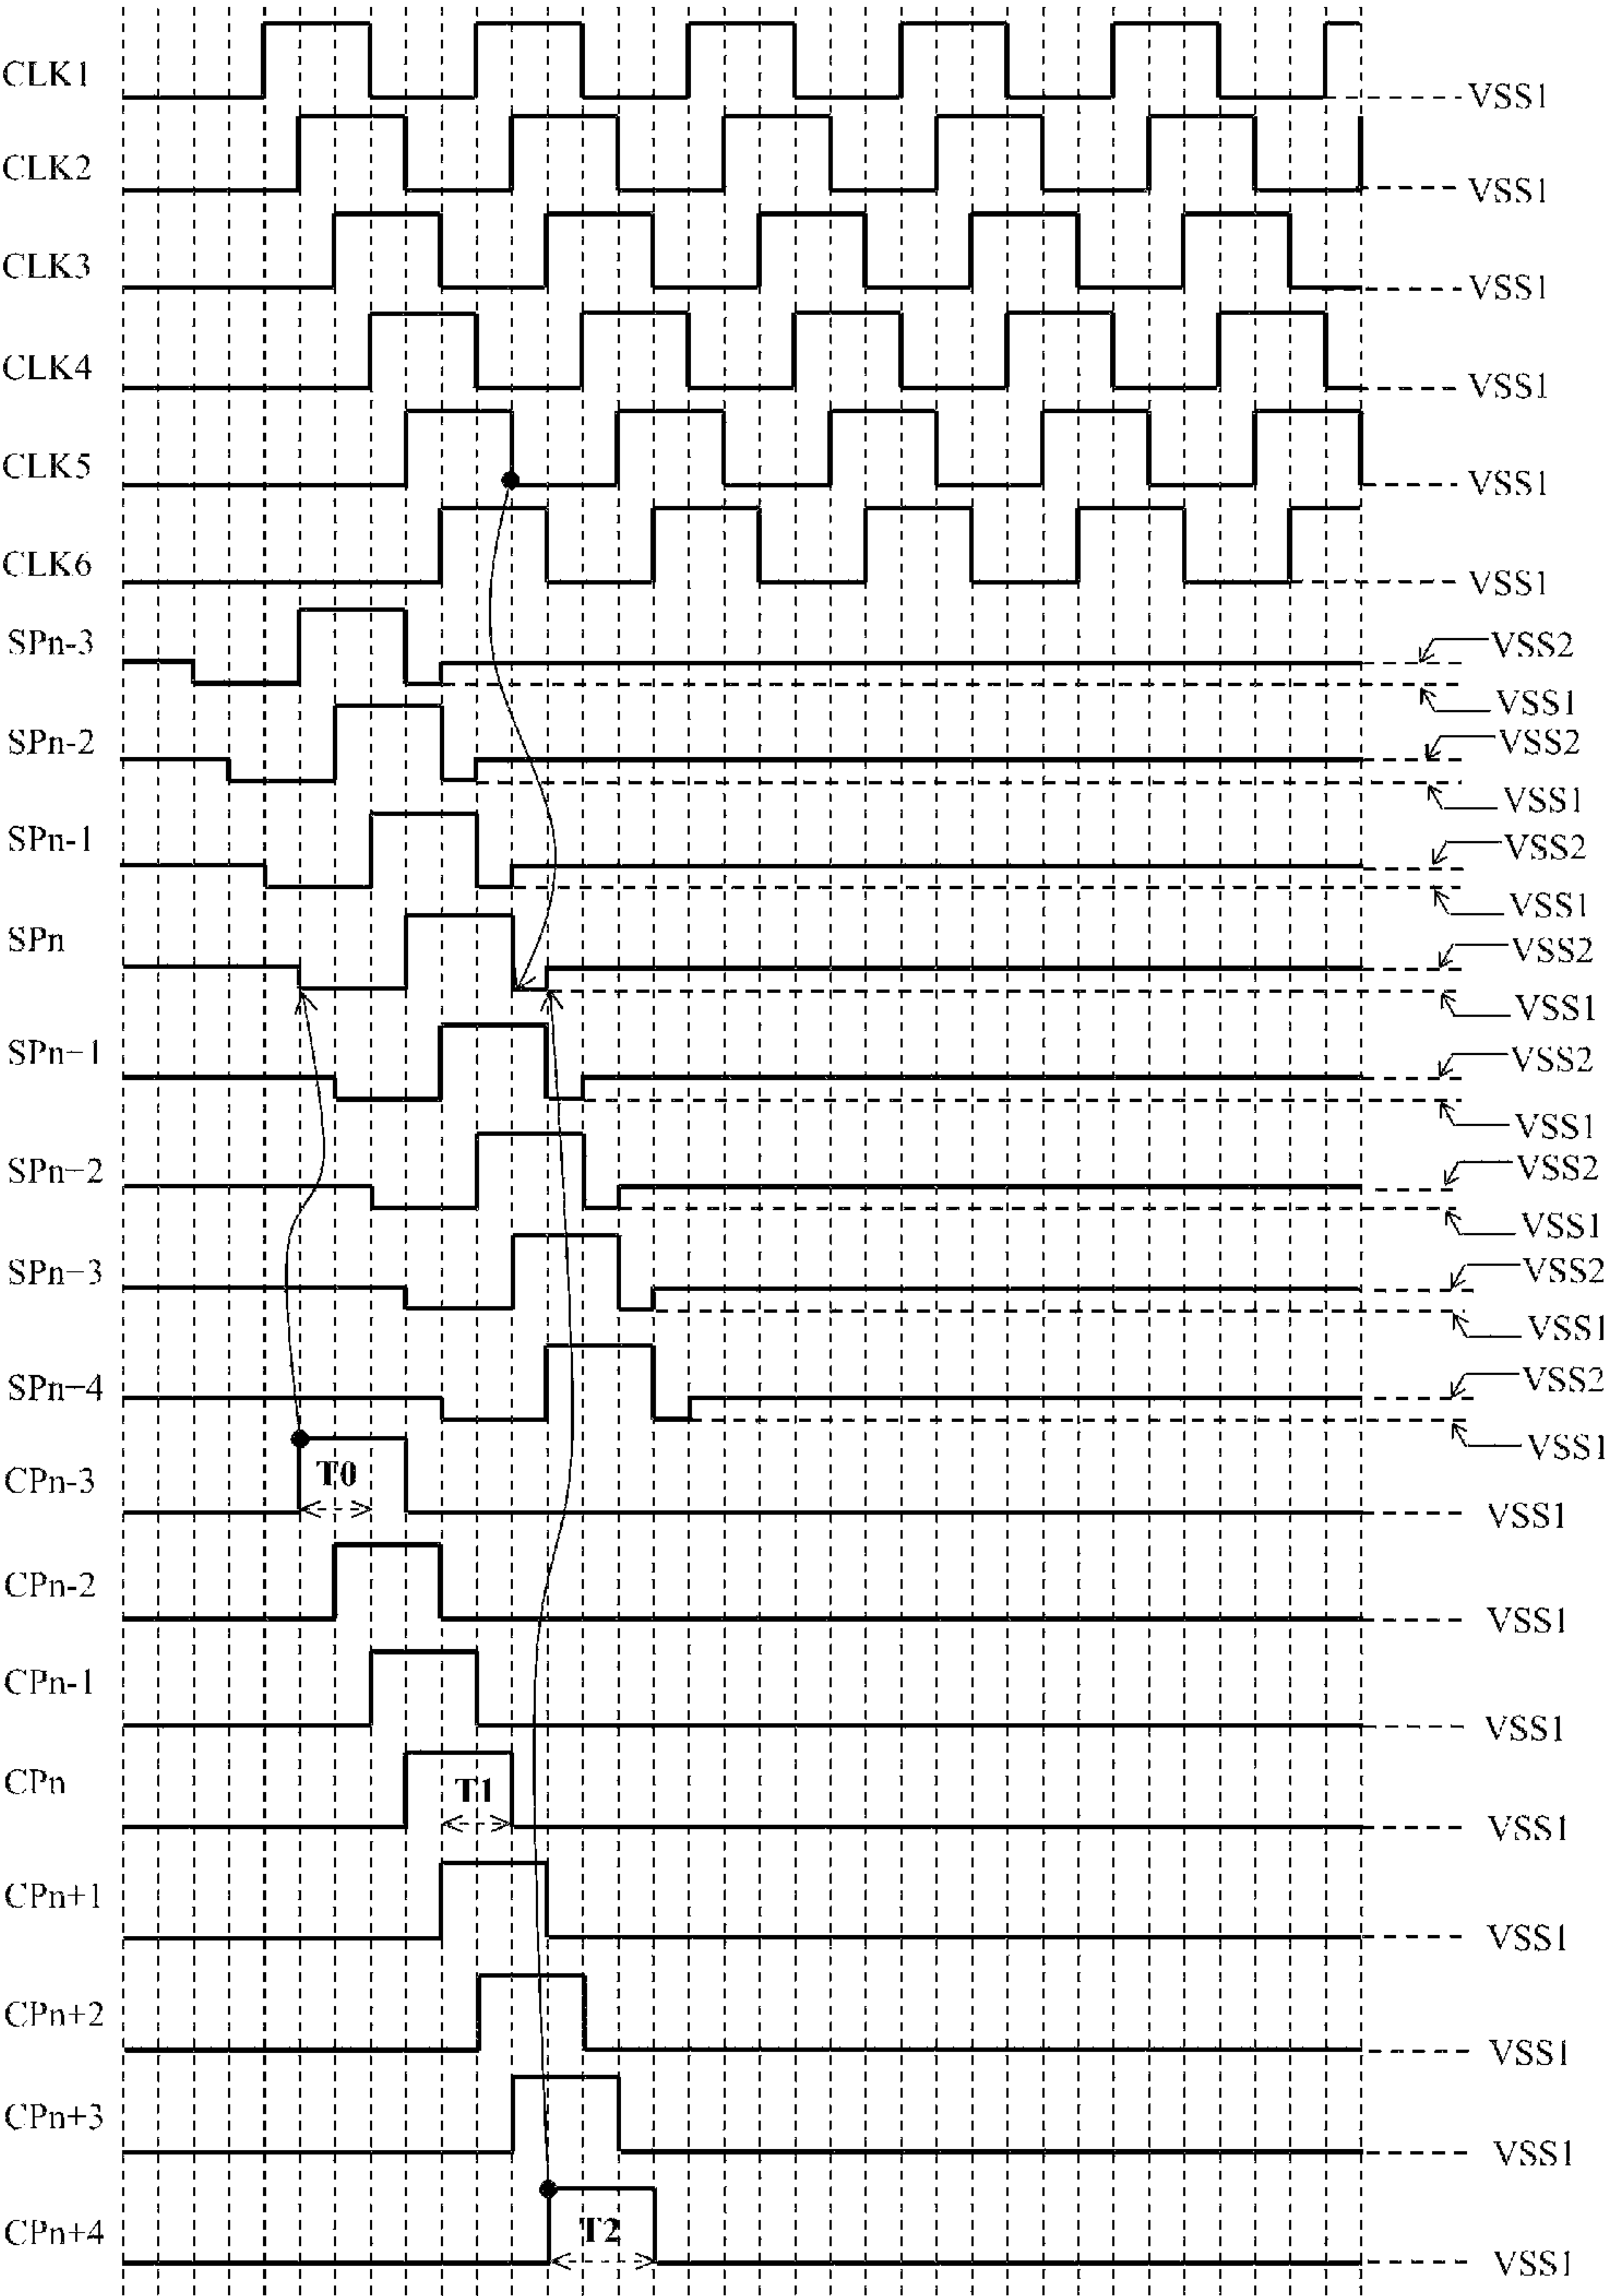 CLK1
VSS1
CLK2
VSS1
CLK3
VSS1
CLK4
VSS1
CLK5
VSS1
CLK6
VSS1
SPn-3
VSS2
VSS1
SPn-2
VSS2
VSS1
SPn-1
VSS2
VSS1
SPn
VSS2
VSS1
SPn−1
VSS2
VSS1
SPn−2
VSS2
VSS1
SPn−3
VSS2
VSS1
SPn−4
VSS2
VSS1
CPn-3
T0
VSS1
CPn-2
VSS1
CPn-1
VSS1
CPn
T1
VSS1
CPn+1
VSS1
CPn+2
VSS1
CPn+3
VSS1
CPn+4
T2
VSS1